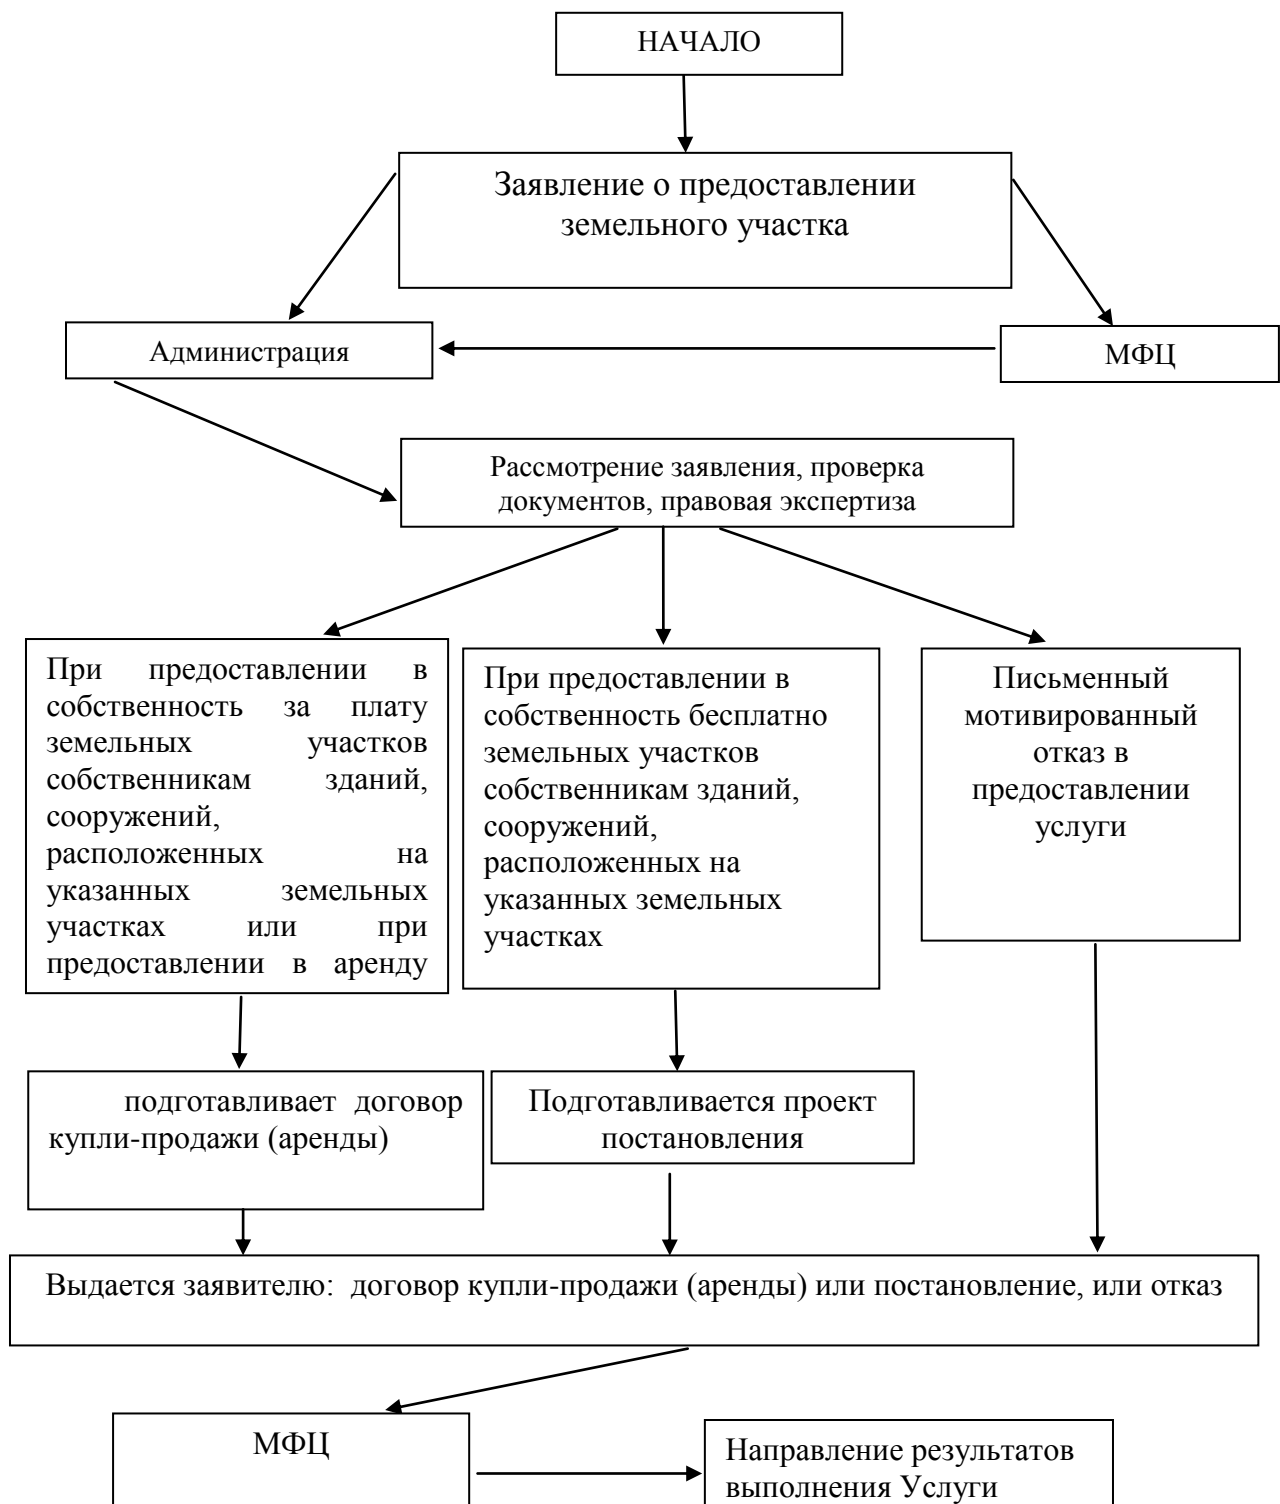 НАЧАЛО
Заявление о предоставлении
земельного участка
Администрация
МФЦ
Рассмотрение заявления, проверка
документов, правовая экспертиза
При предоставлении в
собственность за плату
земельных участков
собственникам зданий,
сооружений,
расположенных на
указанных земельных
участках или при
предоставлении в аренду
При предоставлении в
собственность бесплатно
земельных участков
собственникам зданий,
сооружений,
расположенных на
указанных земельных
участках
Письменный
мотивированный
отказ в
предоставлении
услуги
подготавливает договор
купли-продажи (аренды)
Подготавливается проект
постановления
Выдается заявителю: договор купли-продажи (аренды) или постановление, или отказ
МФЦ
Направление результатов
выполнения Услуги